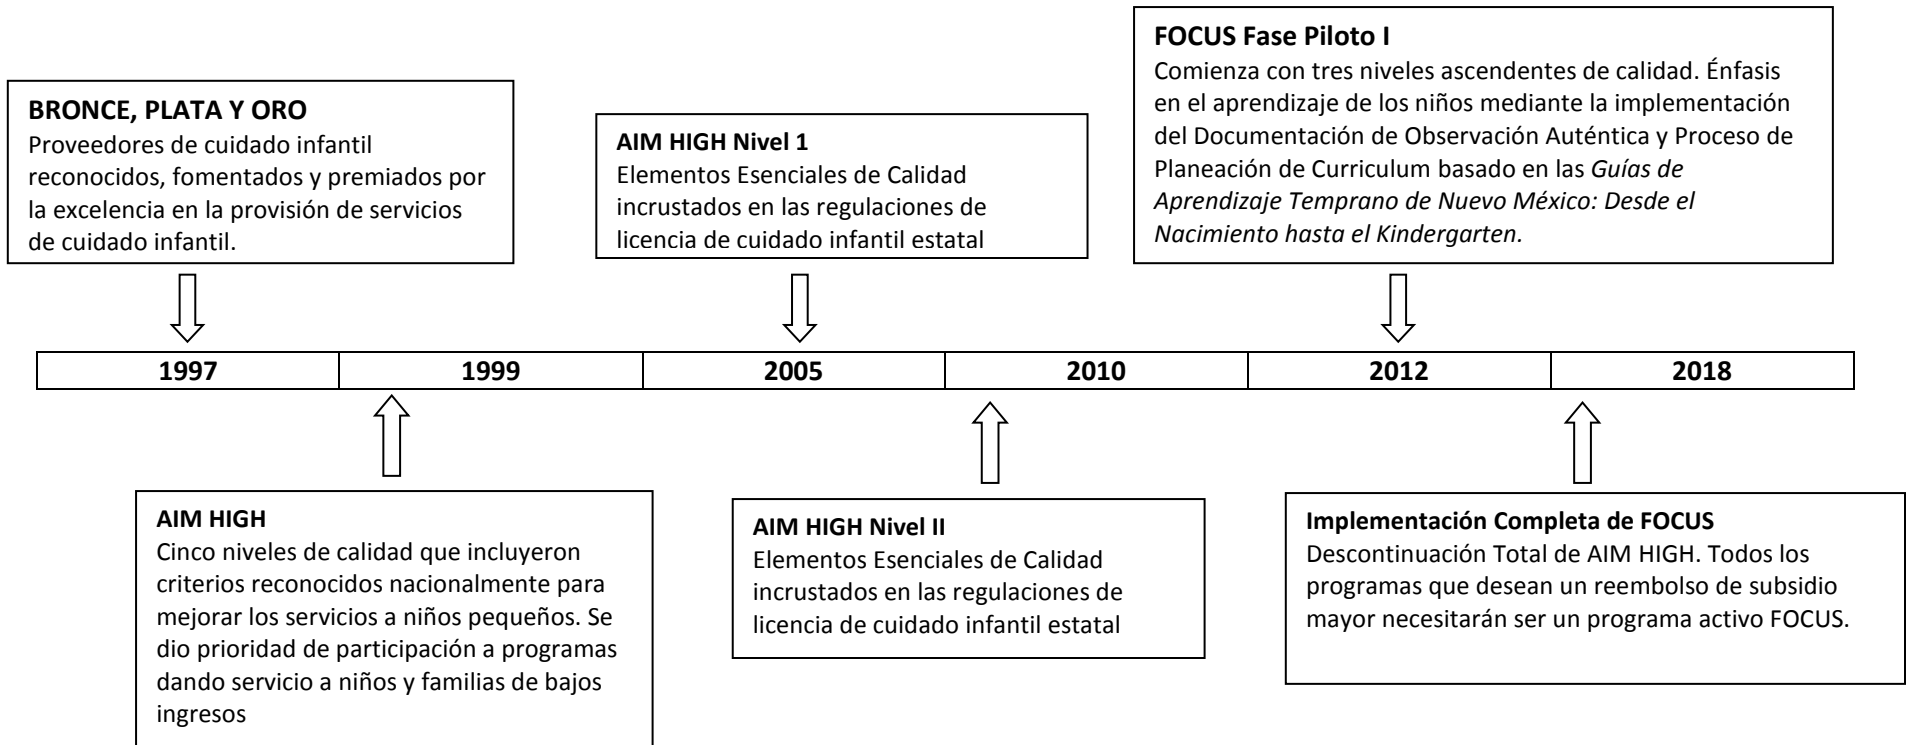 BRONCE, PLATA Y ORO
Proveedores de cuidado infantil
reconocidos, fomentados y premiados por
la excelencia en la provisión de servicios
de cuidado infantil.
AIM HIGH Nivel 1
Elementos Esenciales de Calidad
incrustados en las regulaciones de
licencia de cuidado infantil estatal
FOCUS Fase Piloto I
Comienza con tres niveles ascendentes de calidad. Énfasis
en el aprendizaje de los niños mediante la implementación
del Documentación de Observación Auténtica y Proceso de
Planeación de Curriculum basado en las Guías de
Aprendizaje Temprano de Nuevo México: Desde el
Nacimiento hasta el Kindergarten.
1997 1999 2005 2010 2012 2018
AIM HIGH
Cinco niveles de calidad que incluyeron
criterios reconocidos nacionalmente para
mejorar los servicios a niños pequeños. Se
dio prioridad de participación a programas
dando servicio a niños y familias de bajos
ingresos
AIM HIGH Nivel II
Elementos Esenciales de Calidad
incrustados en las regulaciones de
licencia de cuidado infantil estatal
Implementación Completa de FOCUS
Descontinuación Total de AIM HIGH. Todos los
programas que desean un reembolso de subsidio
mayor necesitarán ser un programa activo FOCUS.